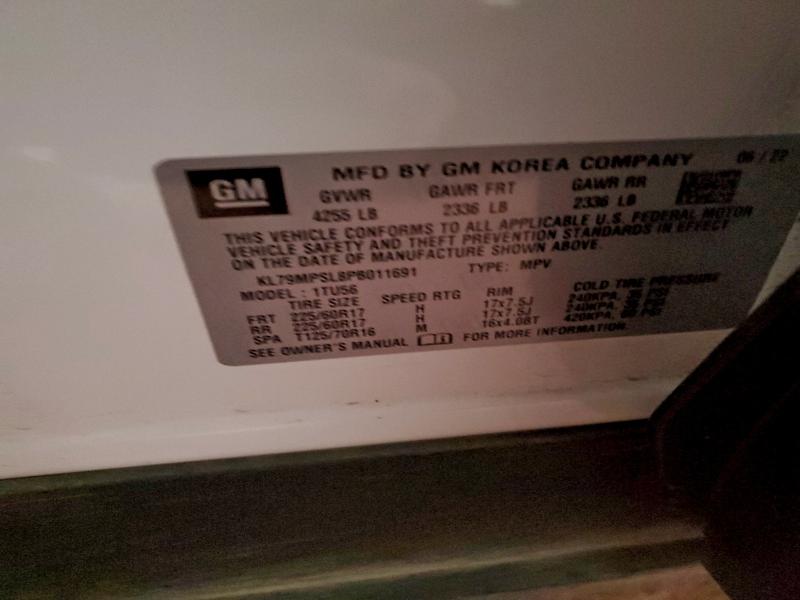 GM
MFD BY GM KOREA COMPANY 06 / 22
GVWR GAWR FRT GAWR RR
4255 LB 2336 LB 2336 LB
THIS VEHICLE CONFORMS TO ALL APPLICABLE U.S. FEDERAL MOTOR
VEHICLE SAFETY AND THEFT PREVENTION STANDARDS IN EFFECT
ON THE DATE OF MANUFACTURE SHOWN ABOVE.
KL79MPSL8PB011691 TYPE: MPV
MODEL: 1TU56
TIRE SIZE SPEED RTG RIM COLD TIRE PRESSURE
FRT 225/60R17 H 17x7.5J 240KPA, PSI
RR 225/60R17 H 17x7.5J 240KPA, PSI
SPA T125/70R16 M 16x4.0BT 420KPA, PSI
SEE OWNER'S MANUAL FOR MORE INFORMATION.